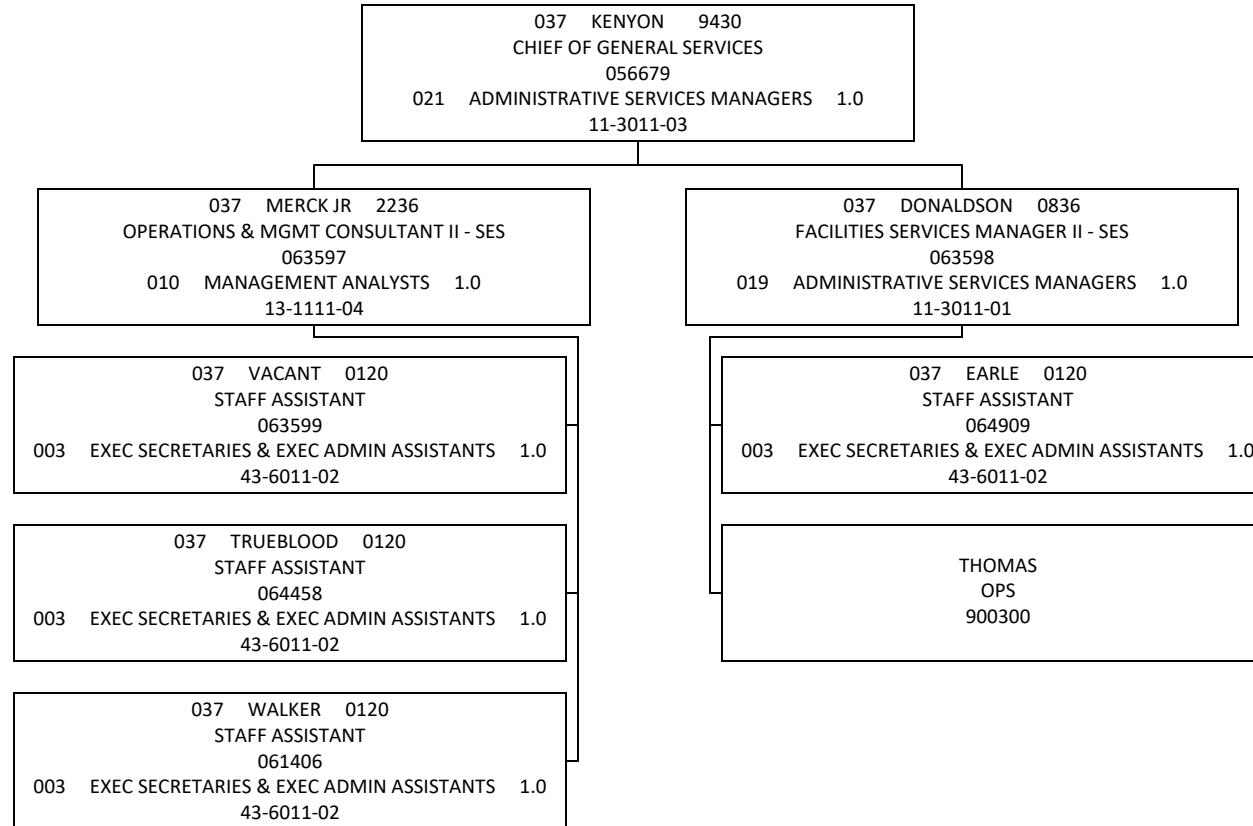 037 KENYON 9430
CHIEF OF GENERAL SERVICES
056679
021 ADMINISTRATIVE SERVICES MANAGERS 1.0
11-3011-03
037 MERCK JR 2236
OPERATIONS & MGMT CONSULTANT II - SES
063597
010 MANAGEMENT ANALYSTS 1.0
13-1111-04
037 DONALDSON 0836
FACILITIES SERVICES MANAGER II - SES
063598
019 ADMINISTRATIVE SERVICES MANAGERS 1.0
11-3011-01
037 VACANT 0120
STAFF ASSISTANT
063599
003 EXEC SECRETARIES & EXEC ADMIN ASSISTANTS 1.0
43-6011-02
037 EARLE 0120
STAFF ASSISTANT
064909
003 EXEC SECRETARIES & EXEC ADMIN ASSISTANTS 1.0
43-6011-02
037 TRUEBLOOD 0120
STAFF ASSISTANT
064458
003 EXEC SECRETARIES & EXEC ADMIN ASSISTANTS 1.0
43-6011-02
THOMAS
OPS
900300
037 WALKER 0120
STAFF ASSISTANT
061406
003 EXEC SECRETARIES & EXEC ADMIN ASSISTANTS 1.0
43-6011-02